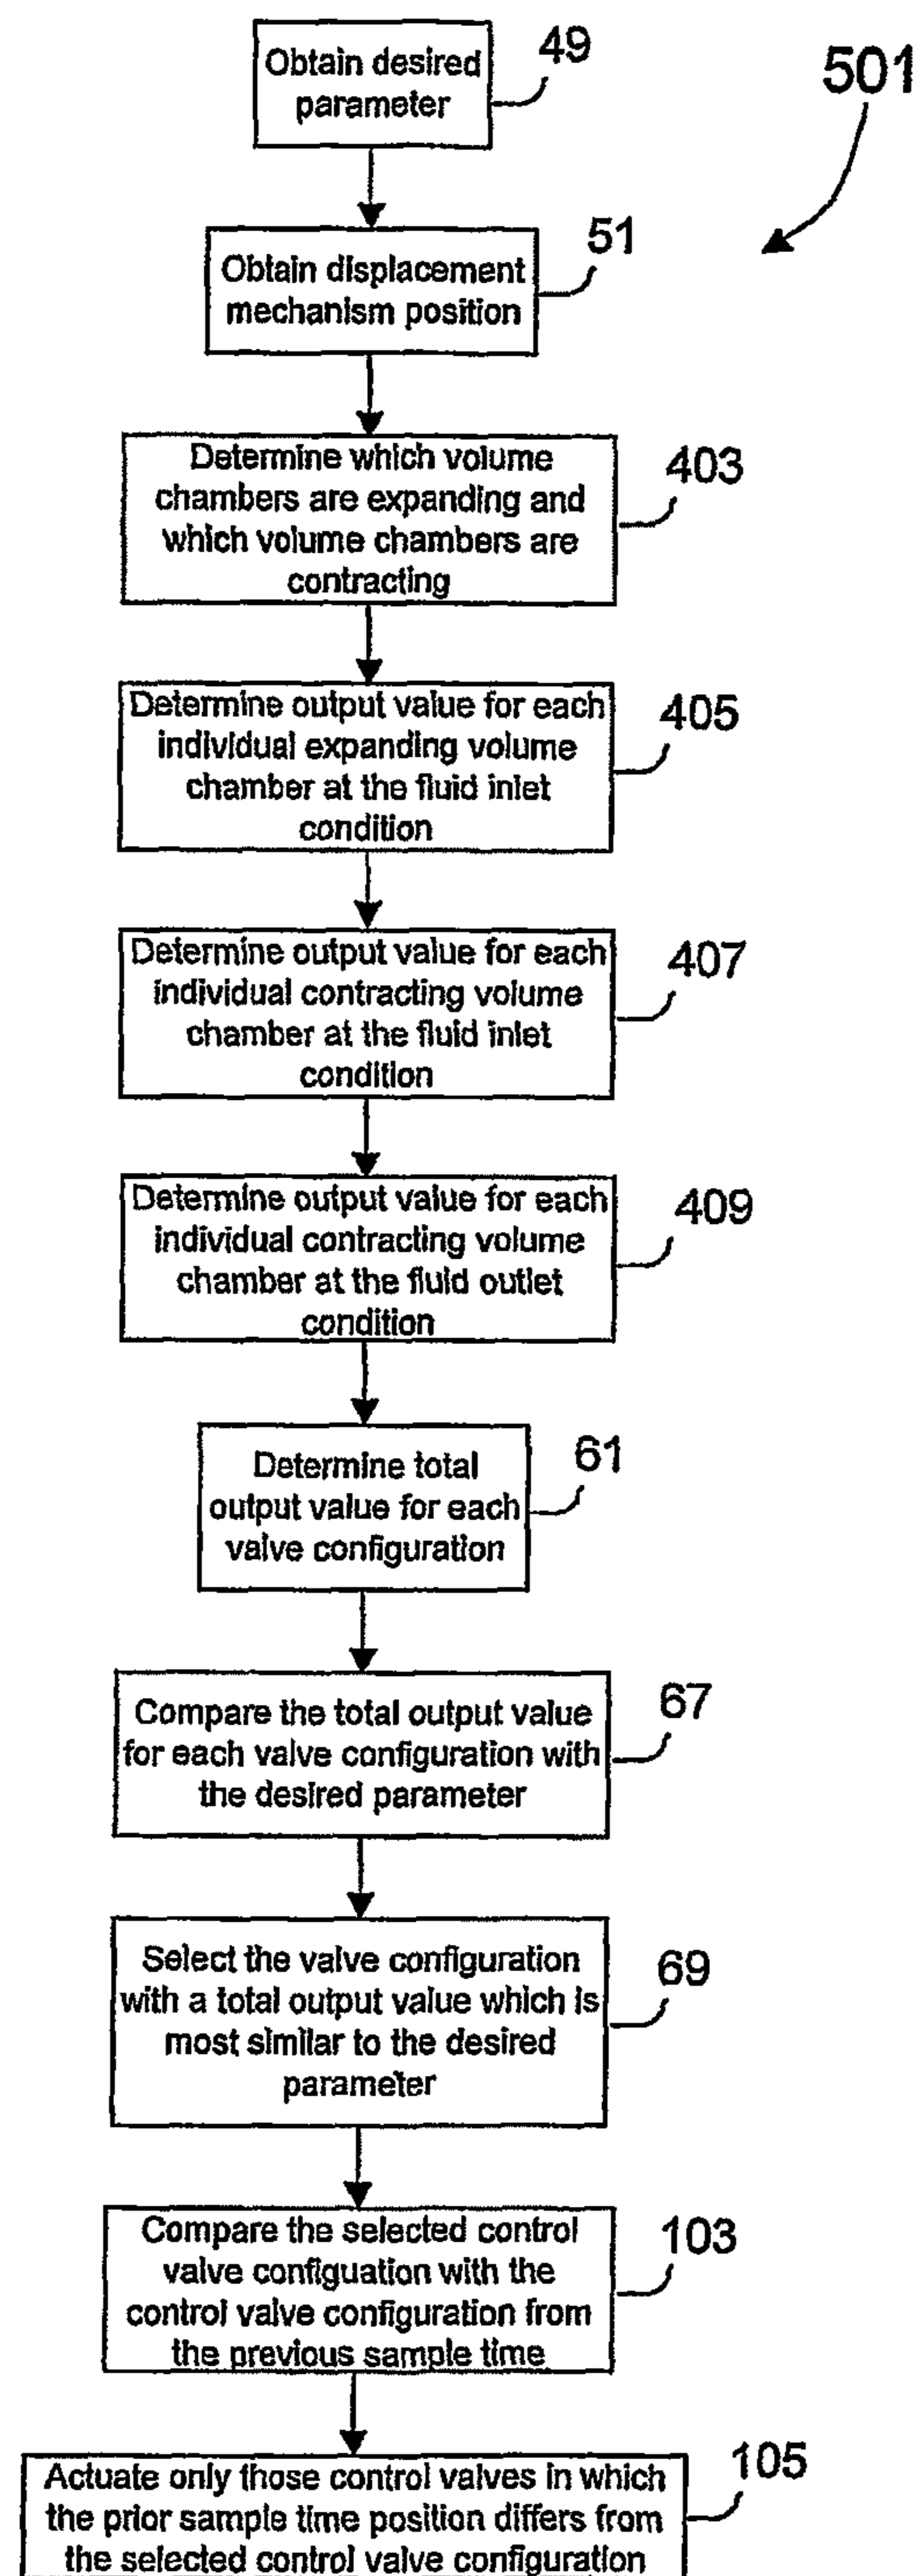 Obtain desired
parameter
49
501
Obtain displacement
mechanism position
51
Determine which volume
chambers are expanding and
which volume chambers are
contracting
403
Determine output value for each
individual expanding volume
chamber at the fluid inlet
condition
405
Determine output value for each
individual contracting volume
chamber at the fluid inlet
condition
407
Determine output value for each
individual contracting volume
chamber at the fluid outlet
condition
409
Determine total
output value for each
valve configuration
61
Compare the total output value
for each valve configuration with
the desired parameter
67
Select the valve configuration
with a total output value which is
most similar to the desired
parameter
69
Compare the selected control
valve configuation with the
control valve configuration from
the previous sample time
103
Actuate only those control valves in which
the prior sample time position differs from
the selected control valve configuration
105